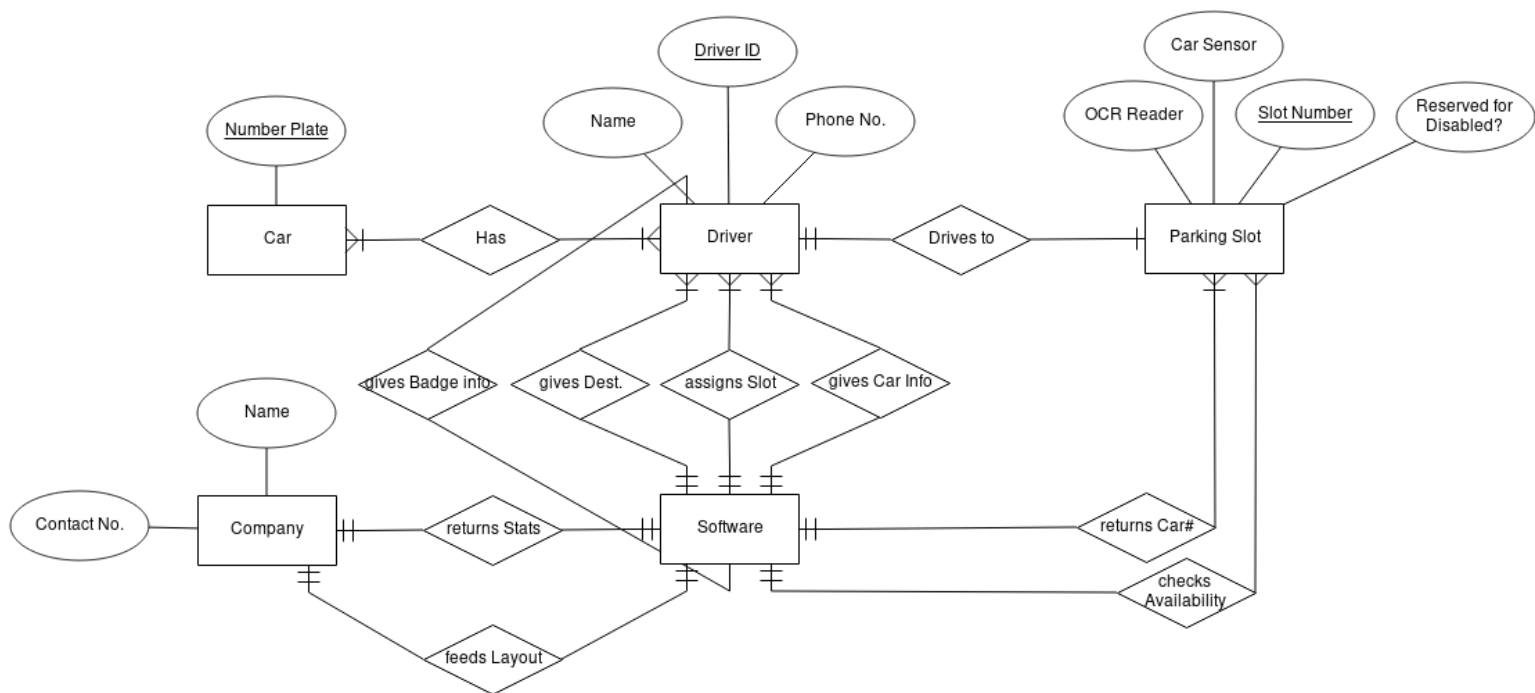 Driver ID
Car Sensor
Name
Phone No.
OCR Reader
Slot Number
Reserved for
Disabled?
Number Plate
Car
Has
Driver
Drives to
Parking Slot
gives Badge info
gives Dest.
assigns Slot
gives Car Info
Name
Contact No.
Company
returns Stats
Software
returns Car#
checks
Availability
feeds Layout